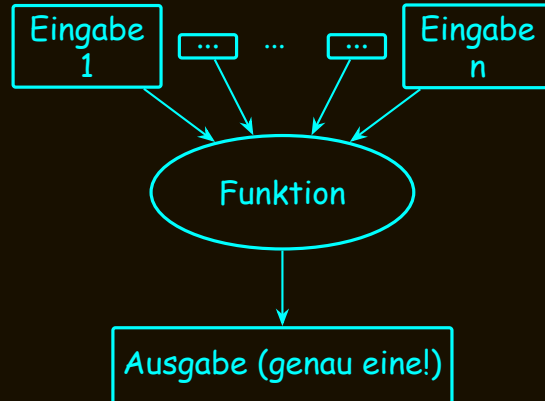 Eingabe
1
...
...
...
Eingabe
n
Funktion
Ausgabe (genau eine!)